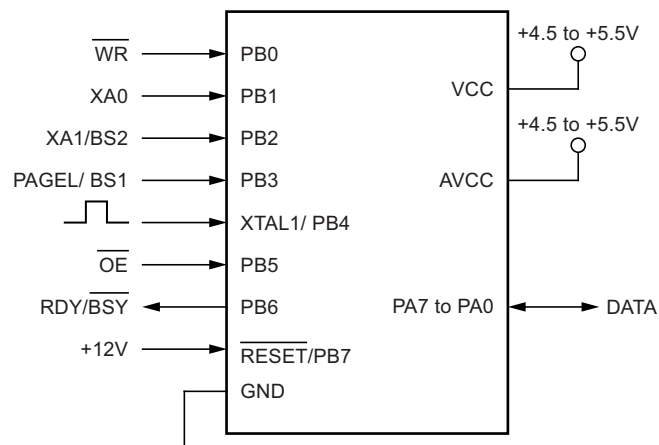 +4.5 to +5.5V
WR PB0
XA0 PB1 VCC
+4.5 to +5.5V
XA1/BS2 PB2
PAGEL/ BS1 PB3 AVCC
XTAL1/ PB4
OE PB5
RDY/BSY PB6 PA7 to PA0 DATA
+12V RESET/PB7
GND